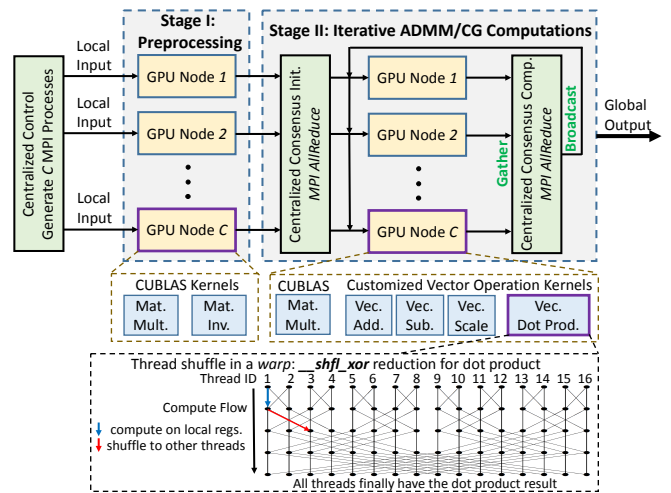 Stage I:
Preprocessing
Stage II: Iterative ADMM/CG Computations
Local
Input
Local
Input
Local
Input
Centralized Control
Generate C MPI Processes
GPU Node 1
GPU Node 2
GPU Node C
Centralized Consensus Init.
MPI AllReduce
GPU Node 1
GPU Node 2
GPU Node C
Gather
Centralized Consensus Comp.
MPI AllReduce
Broadcast
Global
Output
CUBLAS Kernels
Mat.
Mult.
Mat.
Inv.
CUBLAS
Mat.
Mult.
Customized Vector Operation Kernels
Vec.
Add.
Vec.
Sub.
Vec.
Scale
Vec.
Dot Prod.
Thread shuffle in a warp: __shfl_xor reduction for dot product
Thread ID 1 2 3 4 5 6 7 8 9 10 11 12 13 14 15 16
Compute Flow
compute on local regs.
shuffle to other threads
All threads finally have the dot product result